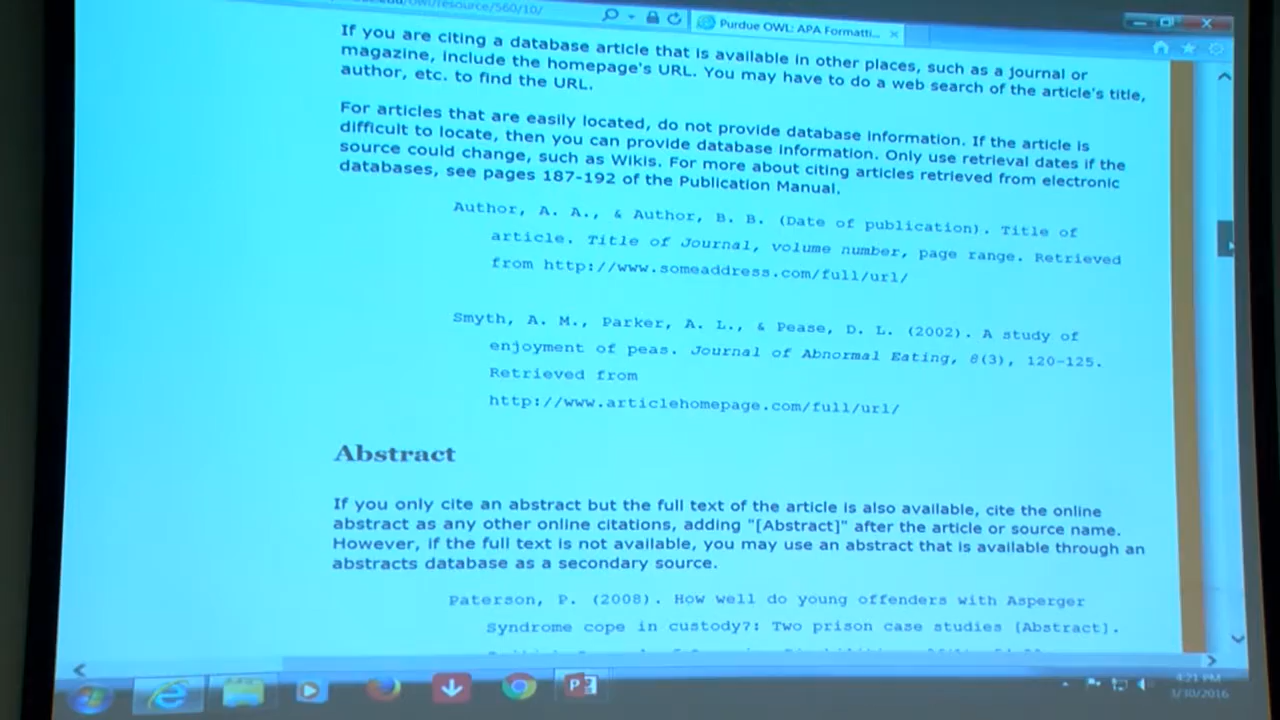 /owl/resource/560/10/
Purdue OWL: APA Formatti...
If you are citing a database article that is available in other places, such as a journal or
magazine, include the homepage's URL. You may have to do a web search of the article's title,
author, etc. to find the URL.
For articles that are easily located, do not provide database information. If the article is
difficult to locate, then you can provide database information. Only use retrieval dates if the
source could change, such as Wikis. For more about citing articles retrieved from electronic
databases, see pages 187-192 of the Publication Manual.
Author, A. A., & Author, B. B. (Date of publication). Title of
article. Title of Journal, volume number, page range. Retrieved
from http://www.someaddress.com/full/url/
Smyth, A. M., Parker, A. L., & Pease, D. L. (2002). A study of
enjoyment of peas. Journal of Abnormal Eating, 8(3), 120-125.
Retrieved from
http://www.articlehomepage.com/full/url/
Abstract
If you only cite an abstract but the full text of the article is also available, cite the online
abstract as any other online citations, adding "[Abstract]" after the article or source name.
However, if the full text is not available, you may use an abstract that is available through an
abstracts database as a secondary source.
Paterson, P. (2008). How well do young offenders with Asperger
Syndrome cope in custody?: Two prison case studies [Abstract].
4:21 PM
3/30/2016